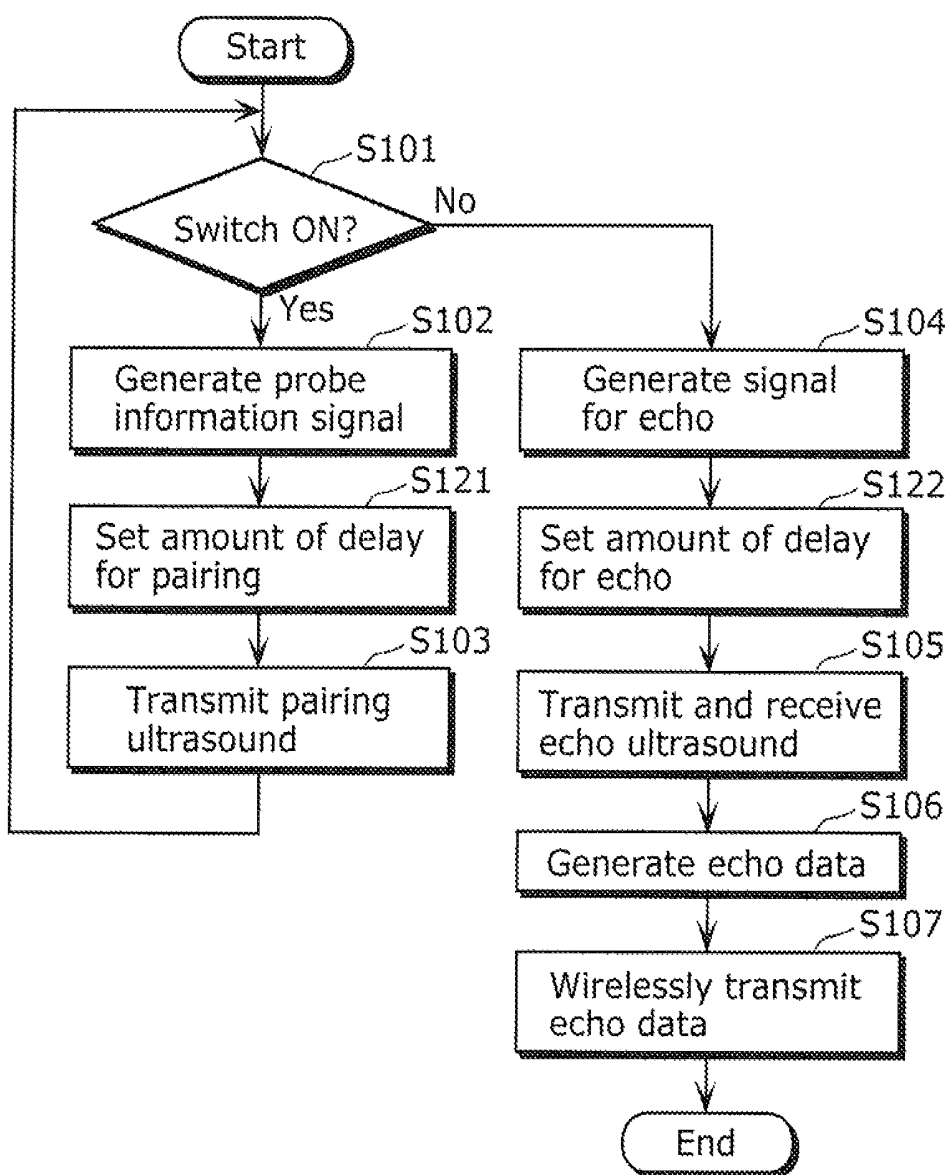 Start
S101
Switch ON?
No
Yes
S102
Generate probe
information signal
S121
Set amount of delay
for pairing
S103
Transmit pairing
ultrasound
S104
Generate signal
for echo
S122
Set amount of delay
for echo
S105
Transmit and receive
echo ultrasound
S106
Generate echo data
S107
Wirelessly transmit
echo data
End